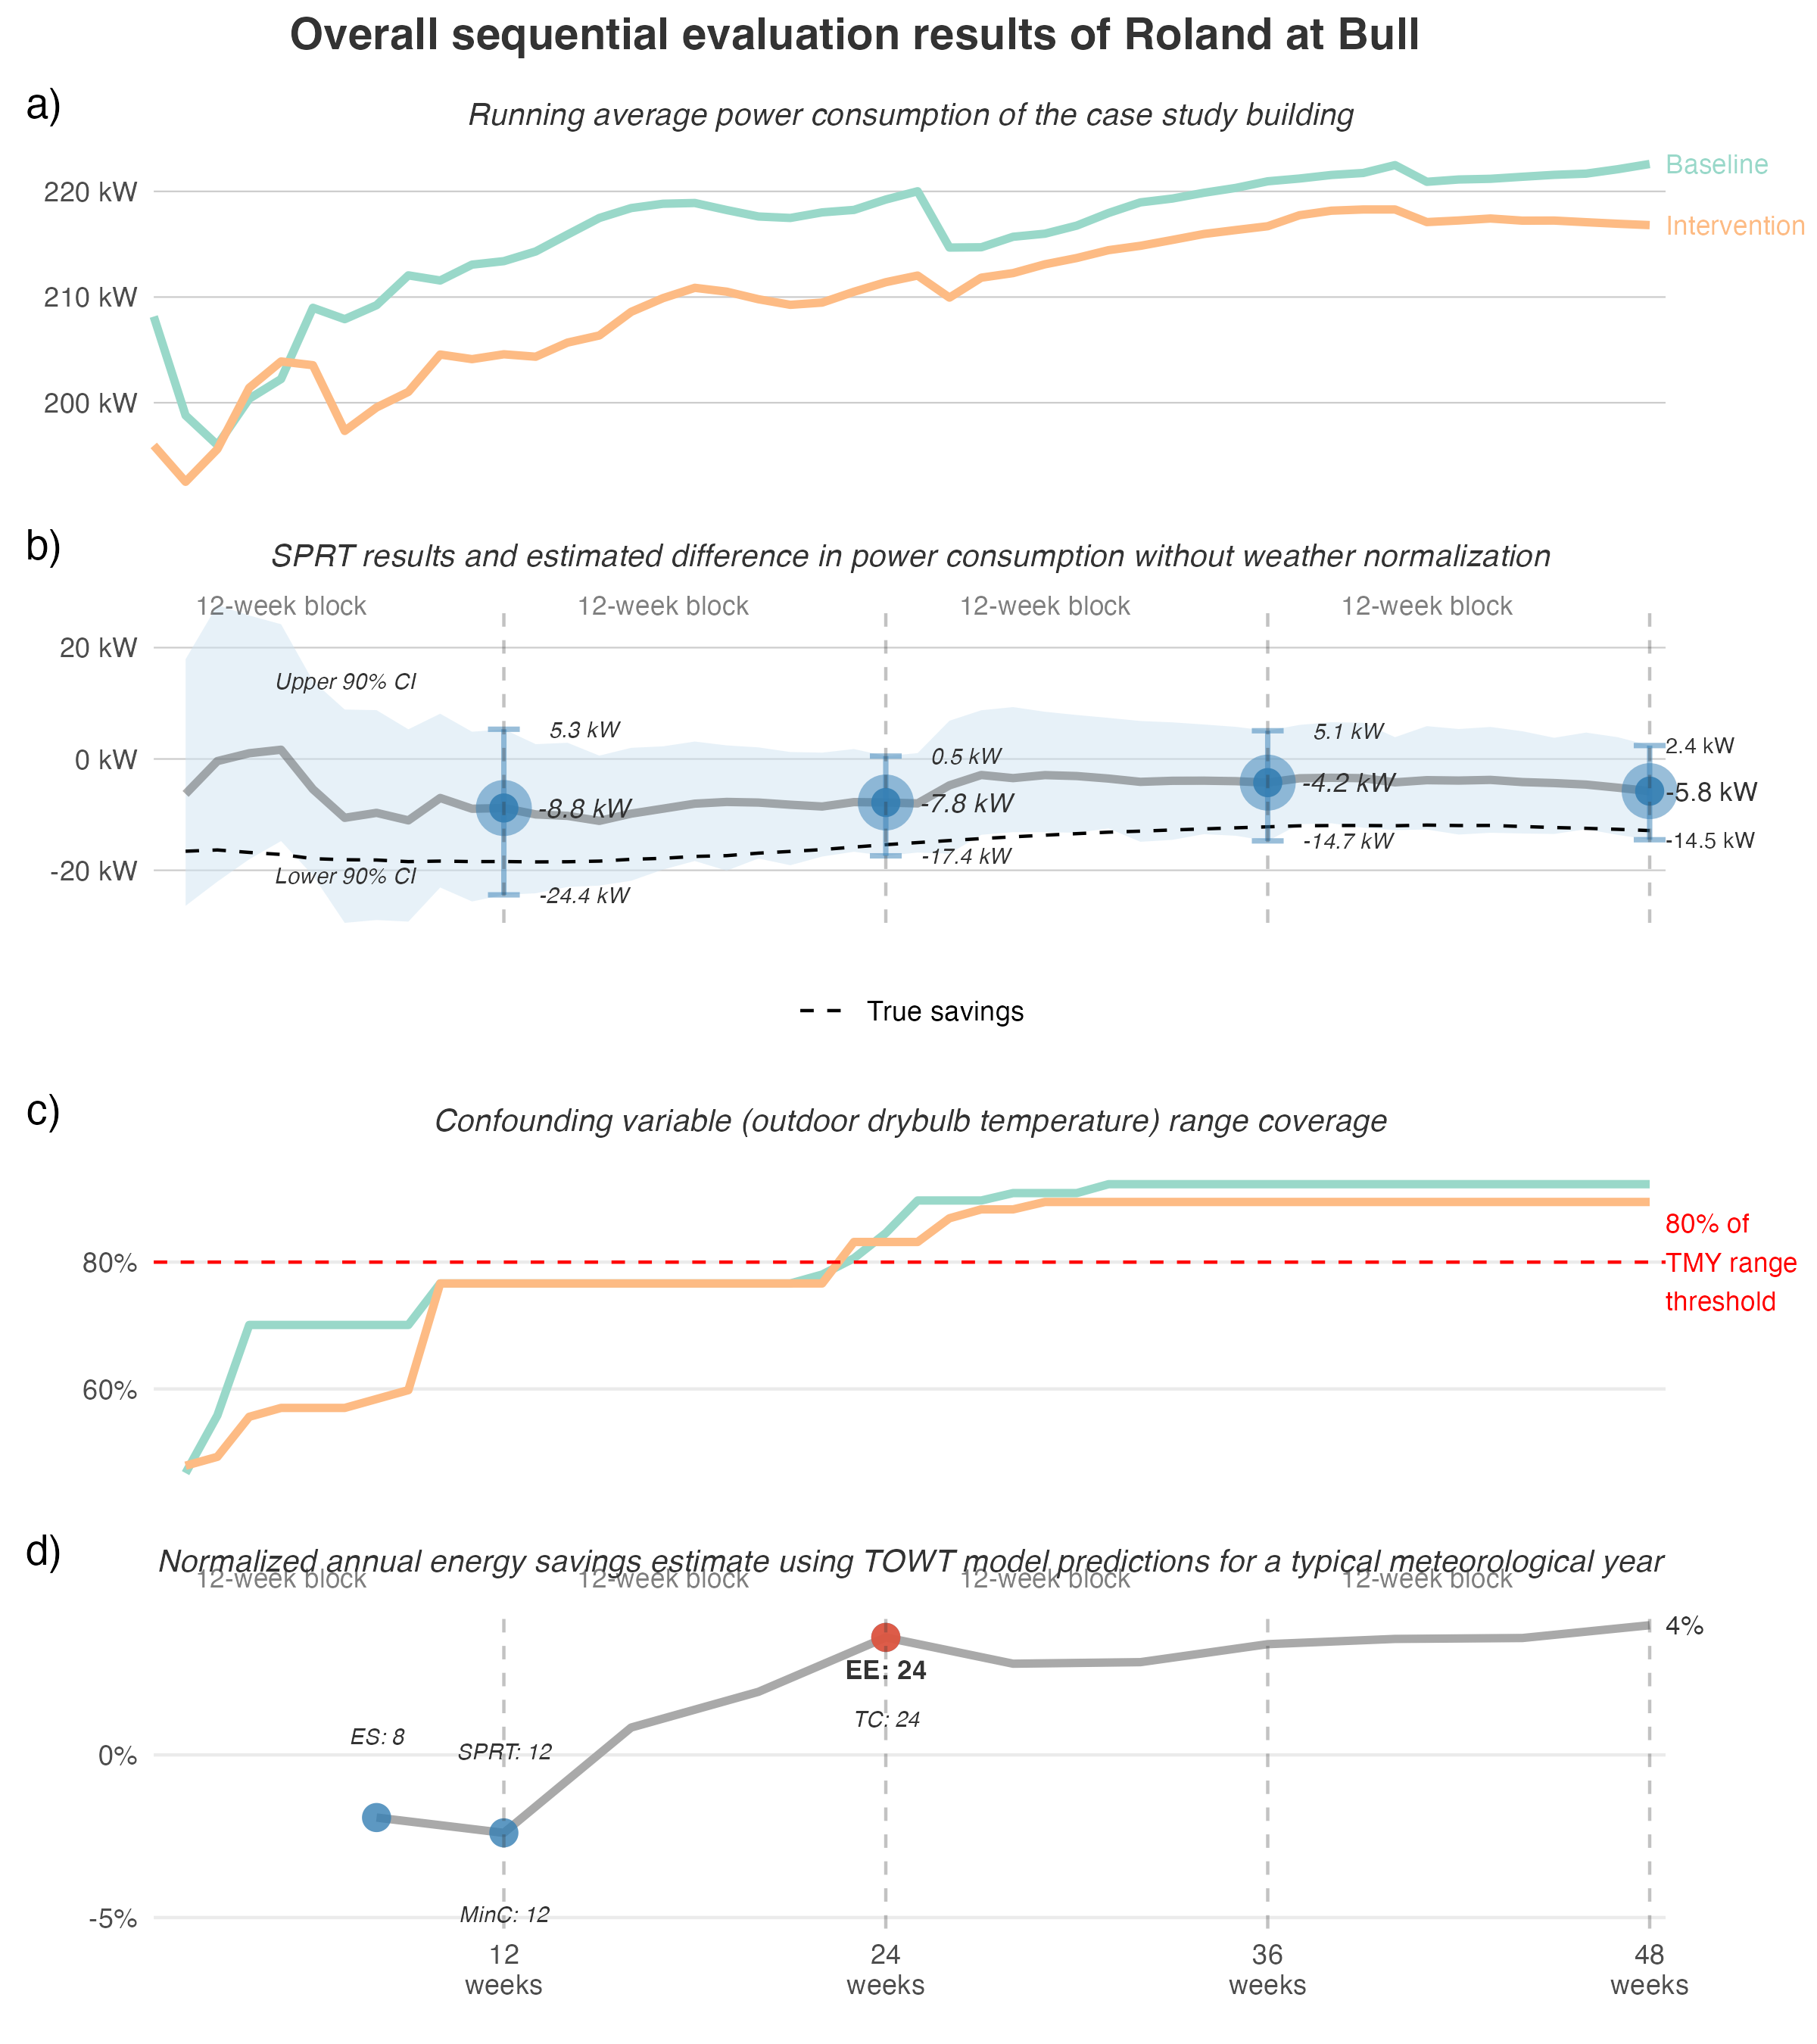 Overall sequential evaluation results of Roland at Bull
a)
Running average power consumption of the case study building
220 kW
210 kW
200 kW
Baseline
Intervention
b)
SPRT results and estimated difference in power consumption without weather normalization
12-week block 12-week block 12-week block 12-week block
20 kW
0 kW
-20 kW
Upper 90% CI
Lower 90% CI
5.3 kW
-8.8 kW
-24.4 kW
0.5 kW
-7.8 kW
-17.4 kW
5.1 kW
-4.2 kW
-14.7 kW
2.4 kW
-5.8 kW
-14.5 kW
True savings
c)
Confounding variable (outdoor drybulb temperature) range coverage
80%
60%
80% of
TMY range
threshold
d)
Normalized annual energy savings estimate using TOWT model predictions for a typical meteorological year
12-week block 12-week block 12-week block 12-week block
4%
EE: 24
TC: 24
ES: 8
SPRT: 12
0%
MinC: 12
-5%
12
weeks
24
weeks
36
weeks
48
weeks